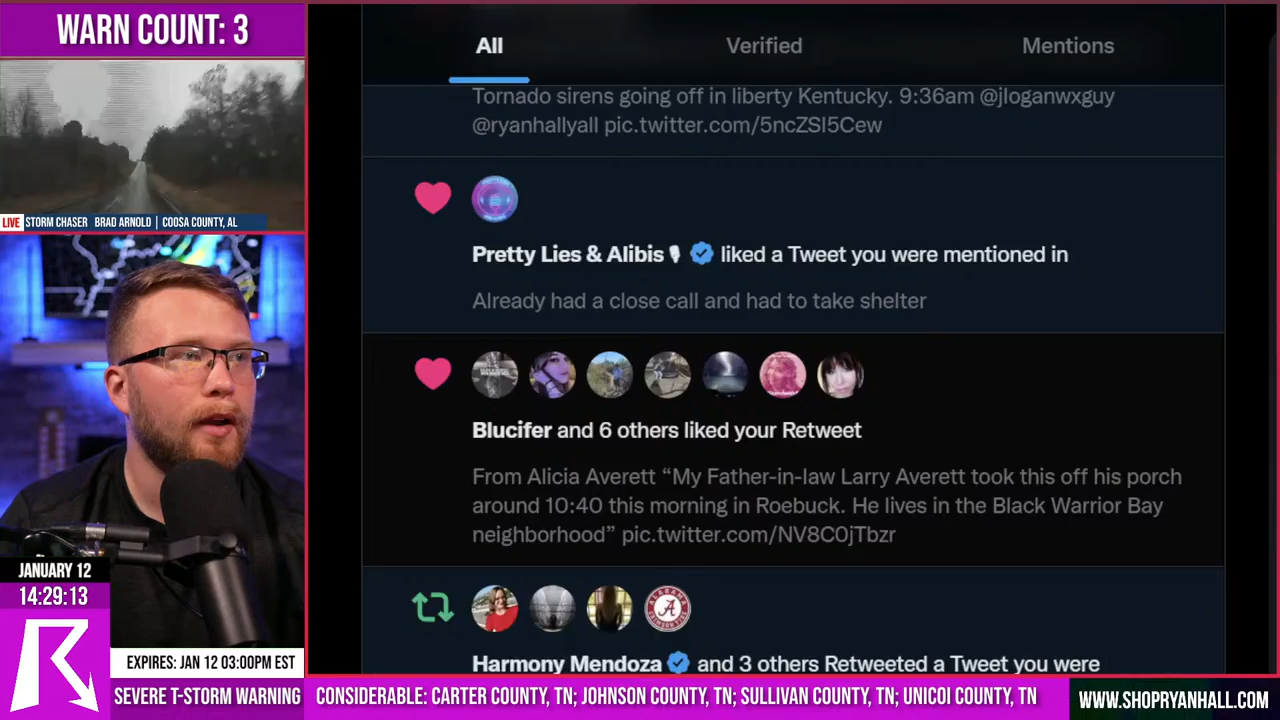 WARN COUNT: 3
LIVE STORM CHASER BRAD ARNOLD | COOSA COUNTY, AL
JANUARY 12
14:29:13
EXPIRES: JAN 12 03:00PM EST
SEVERE T-STORM WARNING
All Verified Mentions
Tornado sirens going off in liberty Kentucky. 9:36am @jloganwxguy
@ryanhallyall pic.twitter.com/5ncZSI5Cew
Pretty Lies & Alibis liked a Tweet you were mentioned in
Already had a close call and had to take shelter
Blucifer and 6 others liked your Retweet
From Alicia Averett “My Father-in-law Larry Averett took this off his porch
around 10:40 this morning in Roebuck. He lives in the Black Warrior Bay
neighborhood” pic.twitter.com/NV8C0jTbzr
Harmony Mendoza and 3 others Retweeted a Tweet you were
CONSIDERABLE: CARTER COUNTY, TN; JOHNSON COUNTY, TN; SULLIVAN COUNTY, TN; UNICOI COUNTY, TN
WWW.SHOPRYANHALL.COM